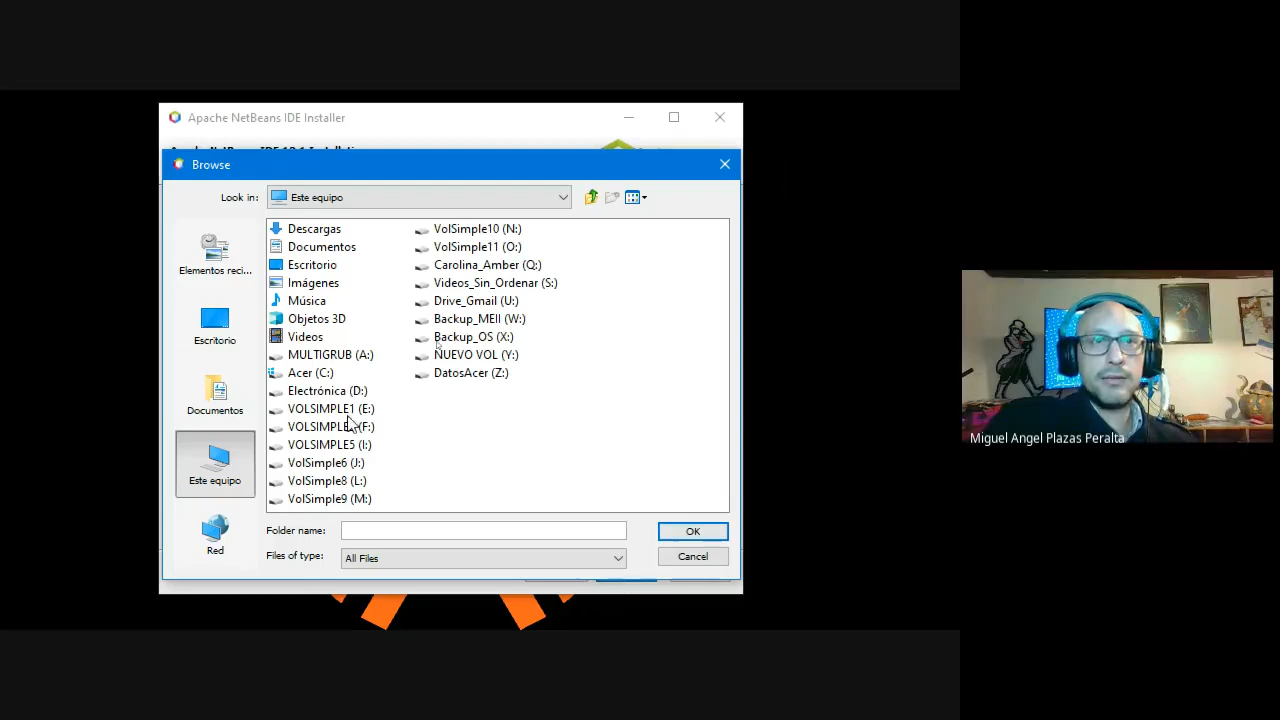 Apache NetBeans IDE Installer
Browse
Look in:
Este equipo
Elementos reci...
Escritorio
Documentos
Este equipo
Red
Descargas
Documentos
Escritorio
Imágenes
Música
Objetos 3D
Videos
MULTIGRUB (A:)
Acer (C:)
Electrónica (D:)
VOLSIMPLE1 (E:)
(F:)
VOLSIMPLE5 (I:)
VolSimple6 (J:)
VolSimple8 (L:)
VolSimple9 (M:)
VolSimple10 (N:)
VolSimple11 (O:)
Carolina_Amber (Q:)
Videos_Sin_Ordenar (S:)
Drive_Gmail (U:)
Backup_MEII (W:)
Backup_OS (X:)
NUEVO VOL (Y:)
DatosAcer (Z:)
Folder name:
OK
Files of type:
All Files
Cancel
Miguel Angel Plazas Peralta